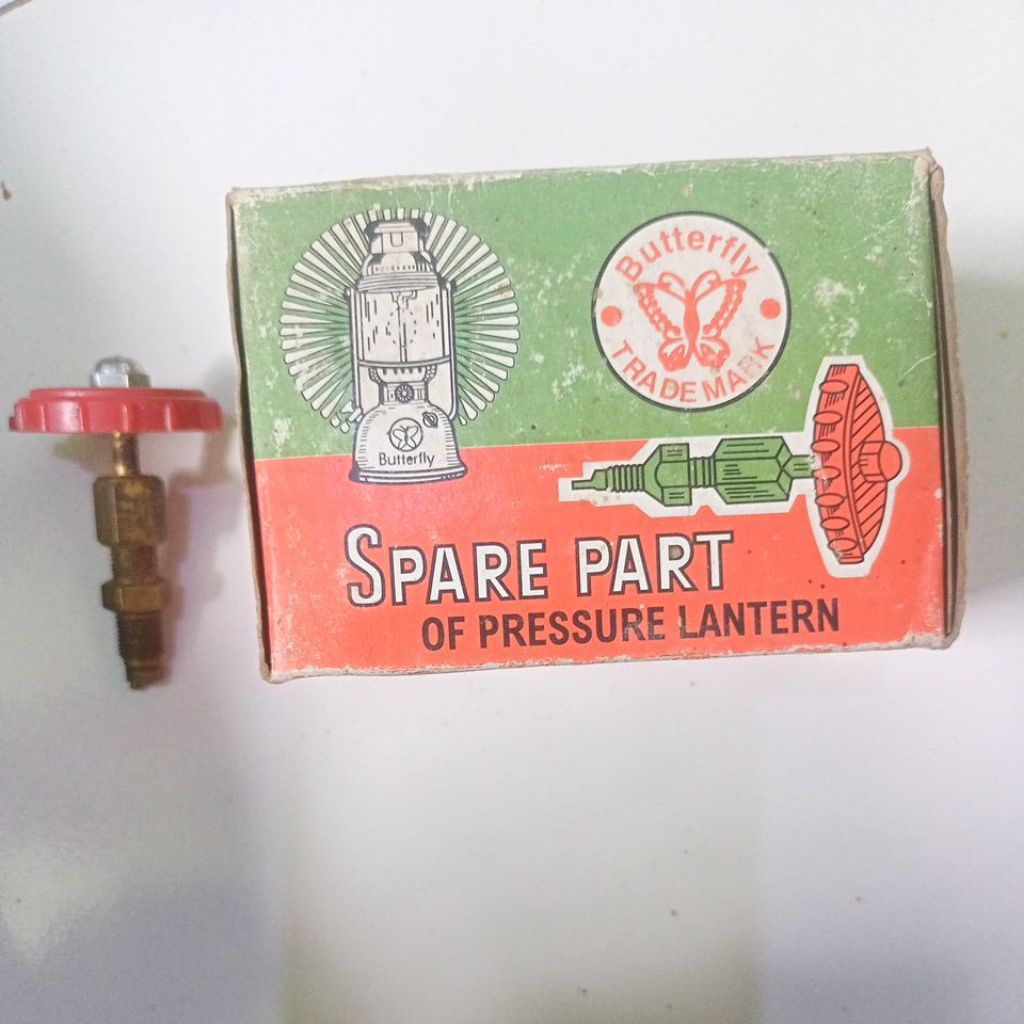 Butterfly
TRADE MARK
Butterfly
SPARE PART
OF PRESSURE LANTERN